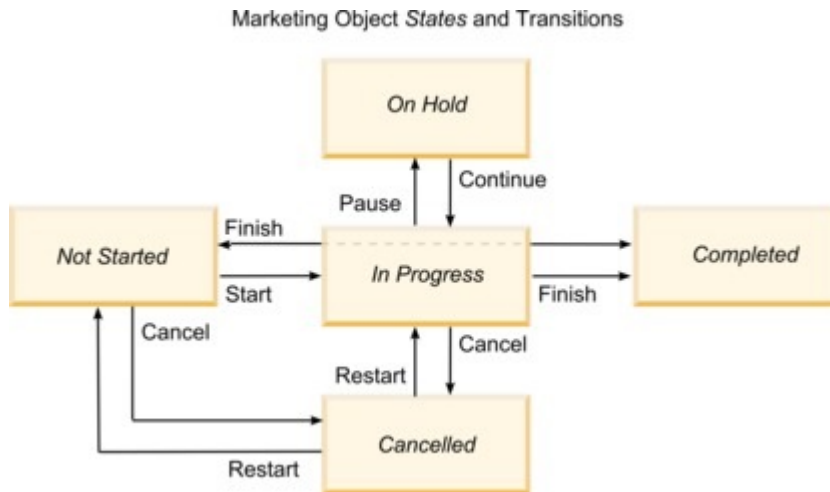 Marketing Object States and Transitions
On Hold
Pause
Continue
Not Started
Finish
Start
In Progress
Finish
Completed
Cancel
Restart
Cancel
Cancelled
Restart